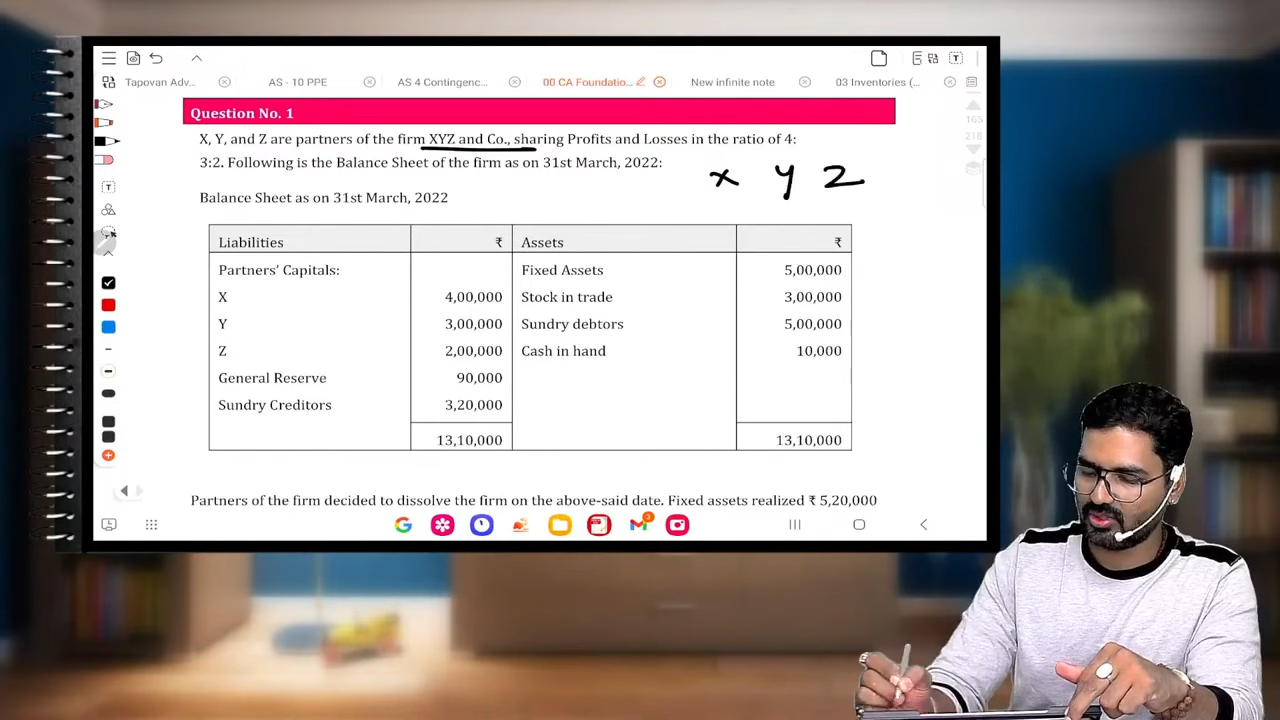 Tapovan Adv... AS - 10 PPE AS 4 Contingenc... 00 CA Foundatio... New infinite note 03 Inventories (...
Question No. 1
X, Y, and Z are partners of the firm XYZ and Co., sharing Profits and Losses in the ratio of 4:
3:2. Following is the Balance Sheet of the firm as on 31st March, 2022:
x y z
Balance Sheet as on 31st March, 2022
Liabilities ₹ Assets ₹
Partners’ Capitals: Fixed Assets 5,00,000
X 4,00,000 Stock in trade 3,00,000
Y 3,00,000 Sundry debtors 5,00,000
Z 2,00,000 Cash in hand 10,000
General Reserve 90,000
Sundry Creditors 3,20,000
13,10,000 13,10,000
Partners of the firm decided to dissolve the firm on the above-said date. Fixed assets realized ₹ 5,20,000
165
218
3